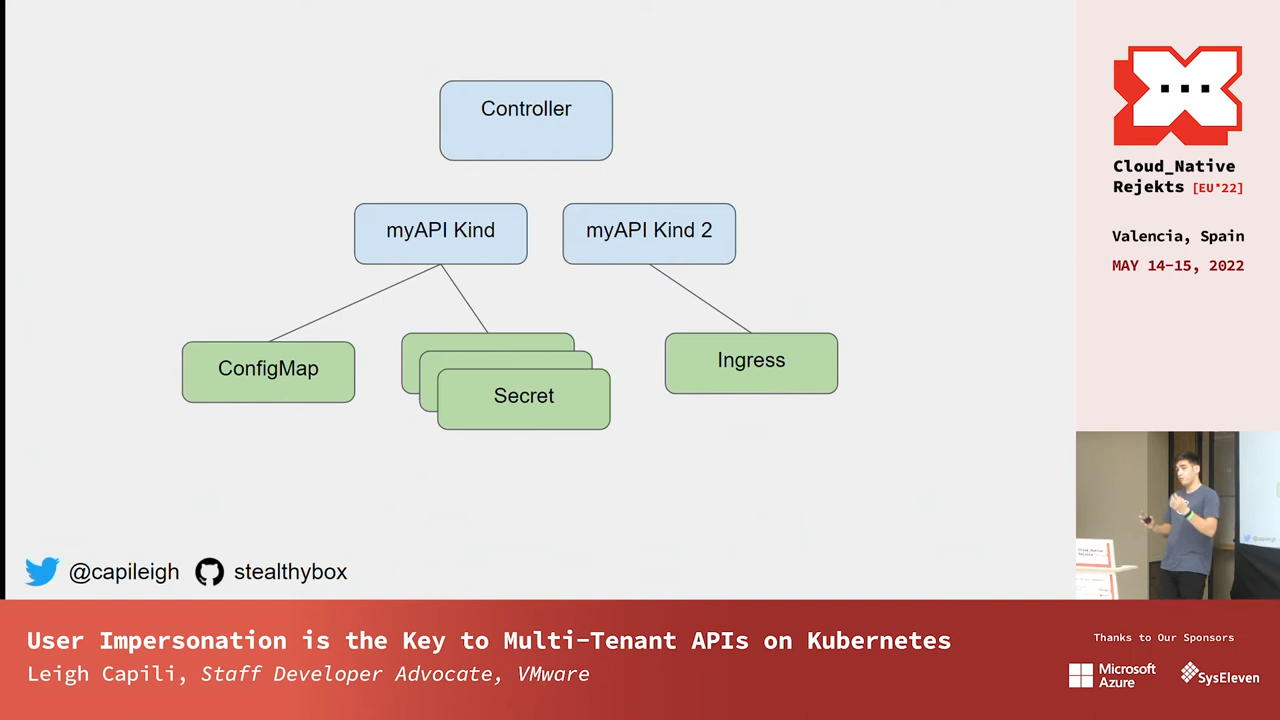 Controller
myAPI Kind
myAPI Kind 2
ConfigMap
Secret
Ingress
@capileigh
stealthybox
Cloud_Native
Rejekts [EU*22]
Valencia, Spain
MAY 14-15, 2022
User Impersonation is the Key to Multi-Tenant APIs on Kubernetes
Leigh Capili, Staff Developer Advocate, VMware
Thanks to Our Sponsors
Microsoft
Azure
SysEleven